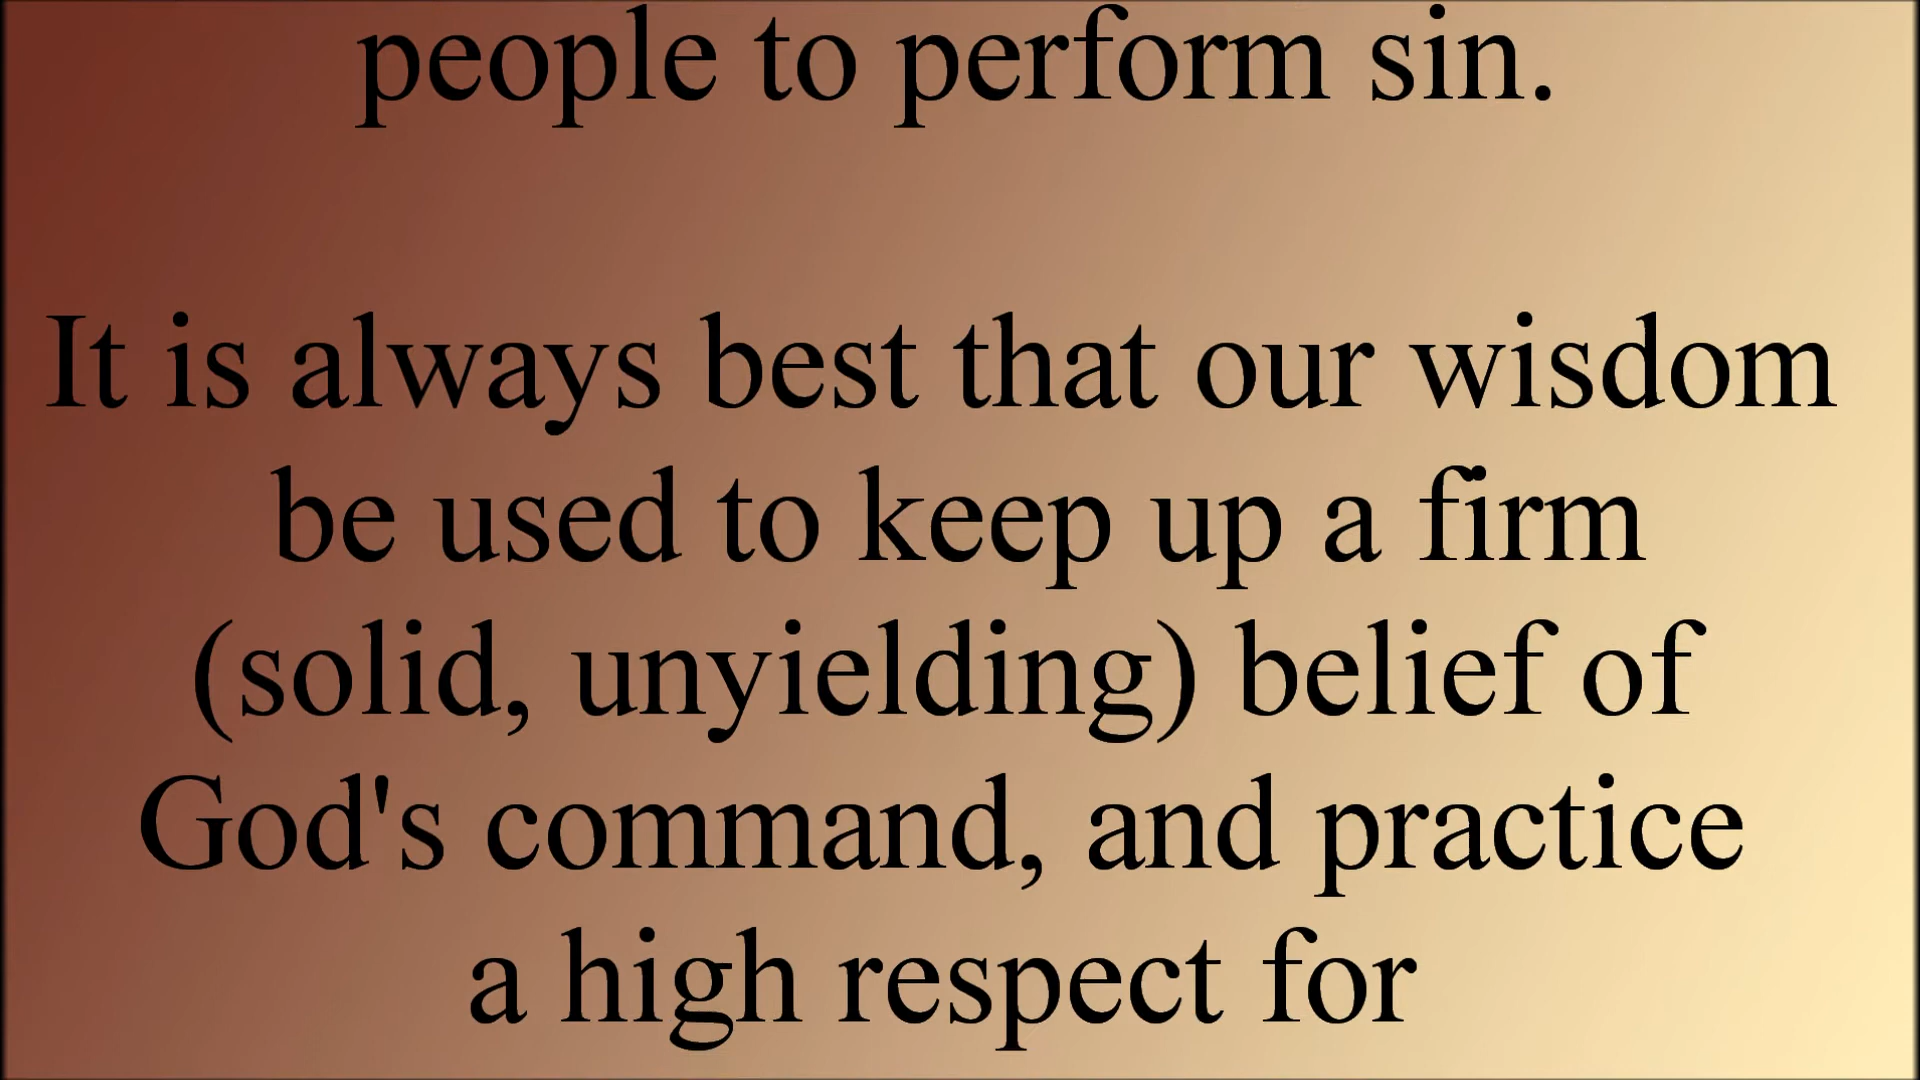 people to perform sin.
It is always best that our wisdom
be used to keep up a firm
(solid, unyielding) belief of
God's command, and practice
a high respect for